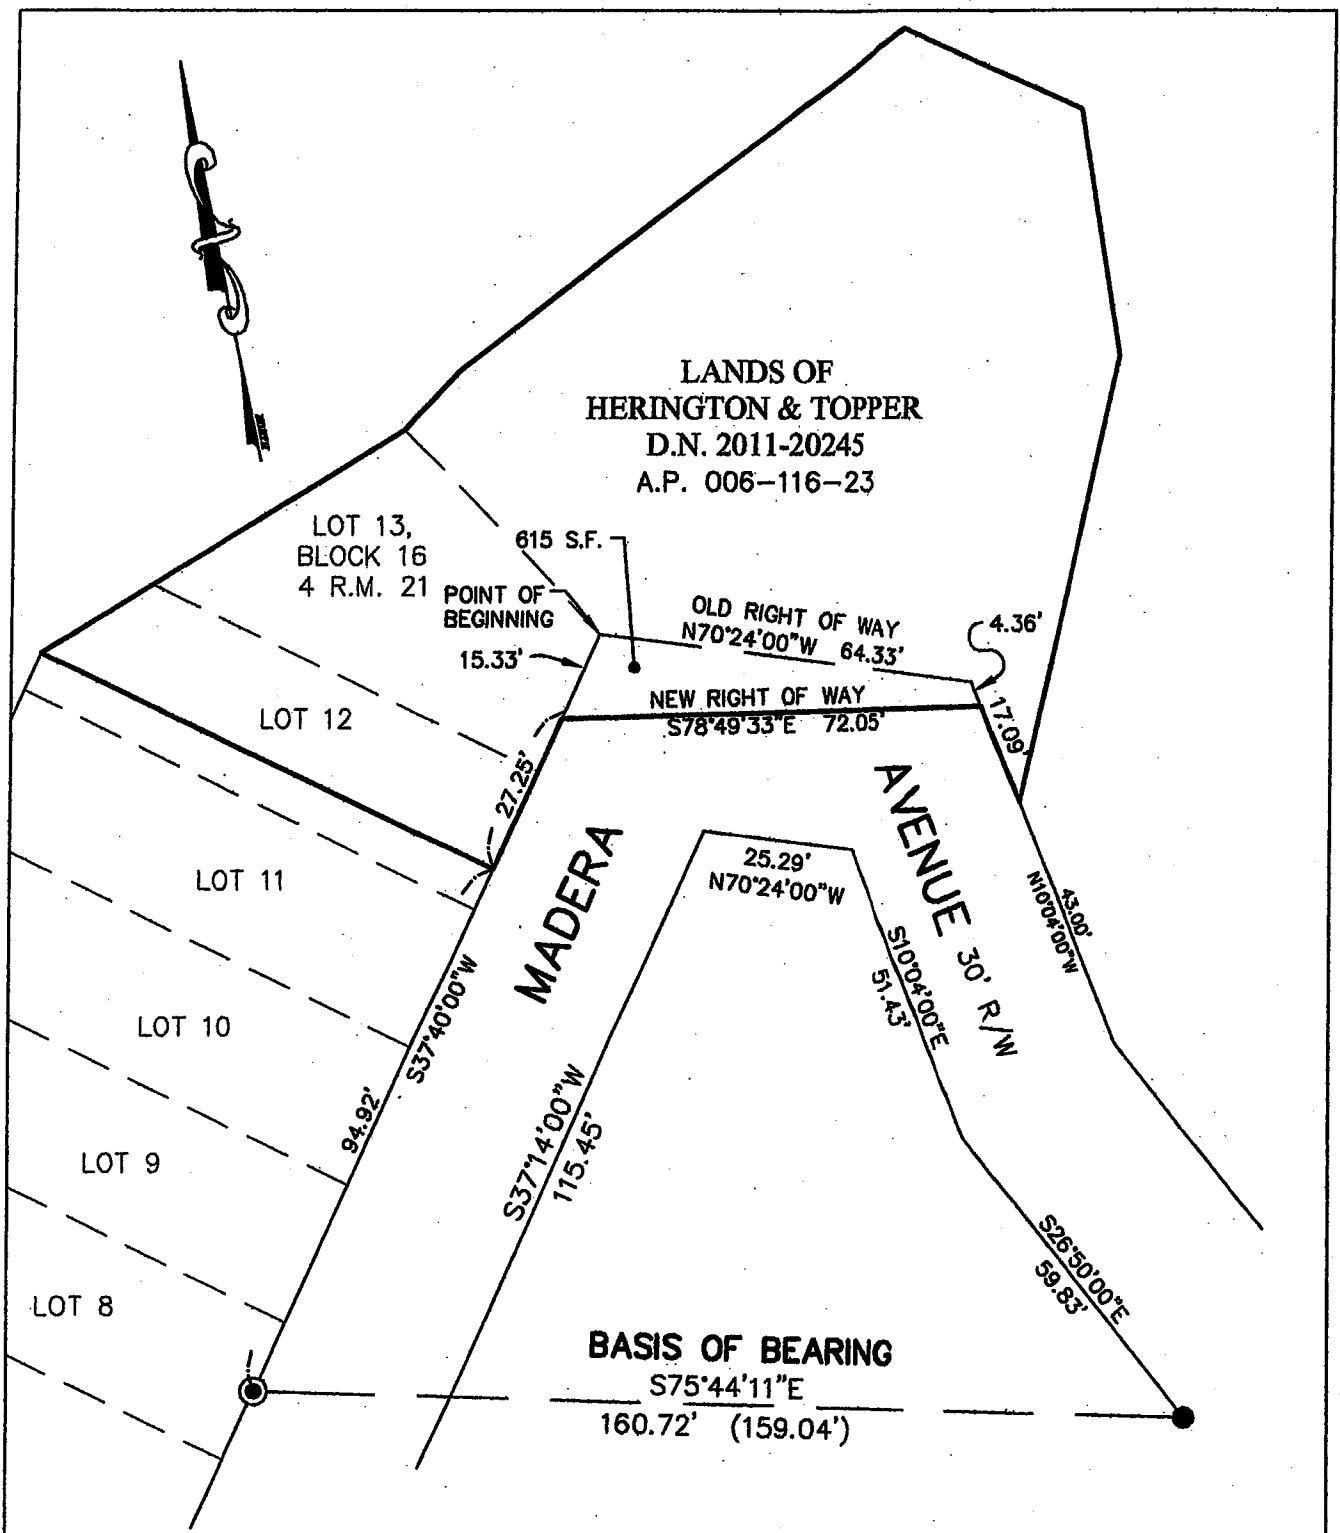 LANDS OF
HERINGTON & TOPPER
D.N. 2011-20245
A.P. 006-116-23
LOT 13,
BLOCK 16
4 R.M. 21
615 S.F.
POINT OF
BEGINNING
15.33'
OLD RIGHT OF WAY
N70°24'00"W 64.33'
4.36'
NEW RIGHT OF WAY
S78°49'33"E 72.05'
17.09'
LOT 12
27.25'
LOT 11
MADERA
AVENUE 30' R/W
25.29'
N70°24'00"W
43.00'
N10°04'00"W
S10°04'00"E
51.43'
LOT 10
S37°40'00"W
94.92'
LOT 9
S37°14'00"W
115.45'
S26°50'00"E
59.83'
LOT 8
BASIS OF BEARING
S75°44'11"E
160.72' (159.04')